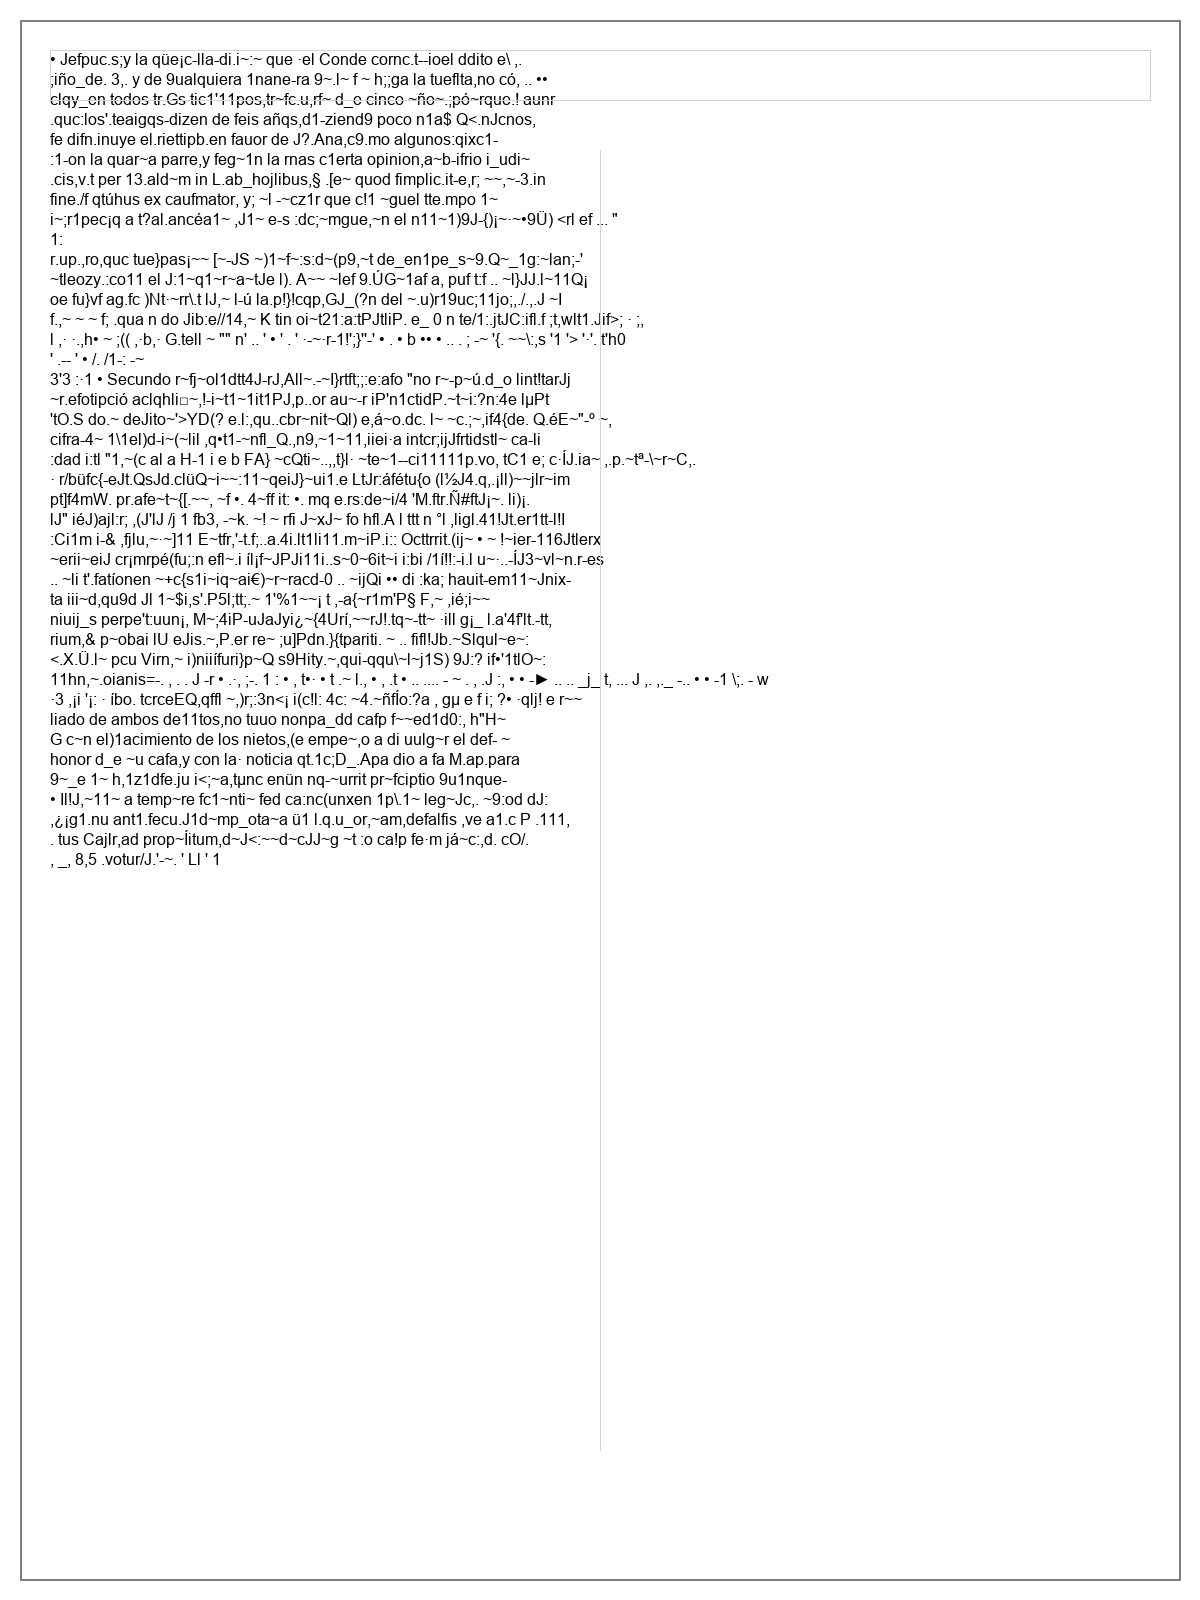 • Jefpuc.s;y la qüe¡c-lla-di.i~:~ que ·el Conde cornc.t--ioel ddito e\ ,.
;iño_de. 3,. y de 9ualquiera 1nane-ra 9~.l~ f ~ h;;ga la tueflta,no có, .. ••
clqy_en todos tr.Gs tic1'11pos,tr~fc.u,rf~ d_e cinco ~ño~.;pó~rque.! aunr
.quc:los'.teaigqs-dizen de feis añqs,d1-ziend9 poco n1a$ Q<.nJcnos,
fe difn.inuye el.riettipb.en fauor de J?.Ana,c9.mo algunos:qixc1-
:1-on la quar~a parre,y feg~1n la rnas c1erta opinion,a~b-ifrio i_udi~
.cis,v.t per 13.ald~m in L.ab_hojlibus,§ .[e~ quod fimplic.it-e,r; ~~,~-3.in
fine./f qtúhus ex caufmator, y; ~l -~cz1r que c!1 ~guel tte.mpo 1~
i~;r1pec¡q a t?al.ancéa1~ ,J1~ e-s :dc;~mgue,~n el n11~1)9J-{)¡~·~•9Ü) <rl ef ... "
1:
r.up.,ro,quc tue}pas¡~~ [~-JS ~)1~f~:s:d~(p9,~t de_en1pe_s~9.Q~_1g:~lan;-'
~tleozy.:co11 el J:1~q1~r~a~tJe l). A~~ ~lef 9.ÚG~1af a, puf t:f .. ~l}JJ.l~11Q¡
oe fu}vf ag.fc )Nt·~rr\.t lJ,~ l-ú la.p!}!cqp,GJ_(?n del ~.u)r19uc;11jo;,./.,.J ~I
f.,~ ~ ~ ~ f; .qua n do Jib:e//14,~ K tin oi~t21:a:tPJtliP. e_ 0 n te/1:.jtJC:ifl.f ;t,wlt1.Jif>; · ;,
l ,· ·.,h• ~ ;(( ,·b,· G.tell ~ "" n' .. ' • ' . ' ·-~·r-1!';}"-' • . • b •• • .. . ; -~ '{. ~~\:,s '1 '> '·'. t'h0
' .-- ' • /. /1-: -~
3'3 :·1 • Secundo r~fj~ol1dtt4J-rJ,All~.-~l}rtft;;:e:afo "no r~-p~ú.d_o lint!tarJj
~r.efotipció aclqhli□~,!-i~t1~1it1PJ,p..or au~-r iP'n1ctidP.~t~i:?n:4e lµPt
'tO.S do.~ deJito~'>YD(? e.l:,qu..cbr~nit~Ql) e,á~o.dc. l~ ~c.;~,if4{de. Q.éE~"-º ~,
cifra-4~ 1\1el)d-i~(~lil ,q•t1-~nfl_Q.,n9,~1~11,iiei·a intcr;ijJfrtidstl~ ca-li
:dad i:tl "1,~(c al a H-1 i e b FA} ~cQti~..,,t}l· ~te~1--ci11111p.vo, tC1 e; c·ÍJ.ia~ ,.p.~tª-\~r~C,.
· r/büfc{-eJt.QsJd.clüQ~i~~:11~qeiJ}~ui1.e LtJr:áfétu{o (l½J4.q,.¡ll)~~jlr~im
pt]f4mW. pr.afe~t~{[.~~, ~f •. 4~ff it: •. mq e.rs:de~i/4 'M.ftr.Ñ#ftJ¡~. li)¡.
lJ" iéJ)ajl:r; ,(J'lJ /j 1 fb3, -~k. ~! ~ rfi J~xJ~ fo hfl.A l ttt n °l ,ligl.41!Jt.er1tt-l!I
:Ci1m i-& ,fjlu,~·~]11 E~tfr,'-t.f;..a.4i.lt1li11.m~iP.i:: Octtrrit.(ij~ • ~ !~ier-116Jtlerx
~erii~eiJ cr¡mrpé(fu;:n efl~.i íl¡f~JPJi11i..s~0~6it~i i:bi /1í!!:-i.l u~·..-ÍJ3~vl~n.r-es
.. ~li t'.fatíonen ~+c{s1i~iq~ai€)~r~racd-0 .. ~ijQi •• di :ka; hauit-em11~Jnix-
ta iii~d,qu9d Jl 1~$i,s'.P5l;tt;.~ 1'%1~~¡ t ,-a{~r1m'P§ F,~ ,ié;i~~
niuij_s perpe't:uun¡, M~;4iP-uJaJyi¿~{4Urí,~~rJ!.tq~-tt~ ·ill g¡_ l.a'4f'lt.-tt,
rium,& p~obai lU eJis.~,P.er re~ ;u]Pdn.}{tpariti. ~ .. fifl!Jb.~Slqul~e~:
<.X.Ü.l~ pcu Virn,~ i)niiífuri}p~Q s9Hity.~,qui-qqu\~l~j1S) 9J:? if•'1tlO~:
11hn,~.oianis=-. , . . J -r • .·, ;-. 1 : • , t•· • t .~ l., • , .t • .. .... - ~ . , .J :, • • -► .. .. _j_ t, ... J ,. ,._ -.. • • -1 \;. - w
·3 ,¡i '¡: · íbo. tcrceEQ,qffl ~,)r;:3n<¡ i(c!l: 4c: ~4.~ñfÍo:?a , gµ e f i; ?• ·qlj! e r~~
liado de ambos de11tos,no tuuo nonpa_dd cafp f~~ed1d0:, h"H~
G c~n el)1acimiento de los nietos,(e empe~,o a di uulg~r el def- ~
honor d_e ~u cafa,y con la· noticia qt.1c;D_.Apa dio a fa M.ap.para
9~_e 1~ h,1z1dfe.ju i<;~a,tµnc enün nq-~urrit pr~fciptio 9u1nque-
• Il!J,~11~ a temp~re fc1~nti~ fed ca:nc(unxen 1p\.1~ leg~Jc,. ~9:od dJ:
,¿¡g1.nu ant1.fecu.J1d~mp_ota~a ü1 l.q.u_or,~am,defalfis ,ve a1.c P .111,
. tus Cajlr,ad prop~Íitum,d~J<:~~d~cJJ~g ~t :o ca!p fe·m já~c:,d. cO/.
, _, 8,5 .votur/J.'-~. ' Ll ' 1